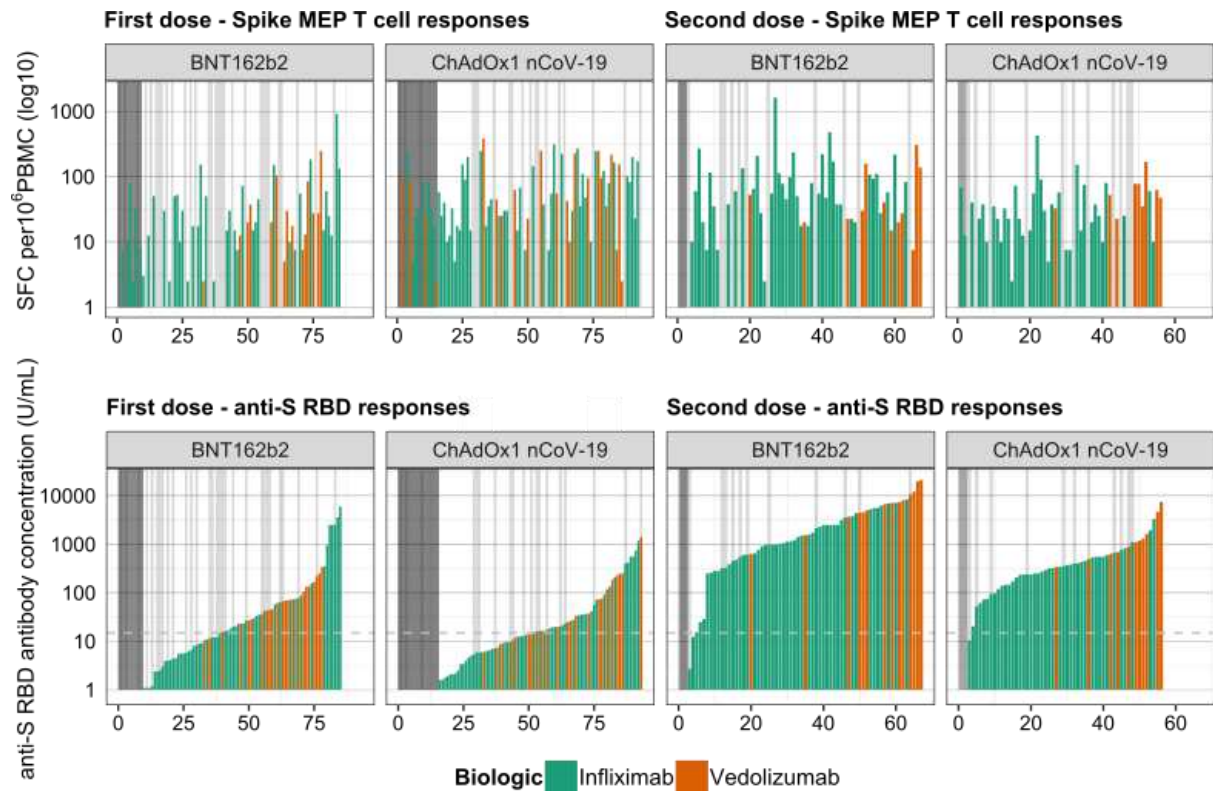 First dose - Spike MEP T cell responses
Second dose - Spike MEP T cell responses
BNT162b2
ChAdOx1 nCoV-19
BNT162b2
ChAdOx1 nCoV-19
SFC per10⁶PBMC (log10)
1000
100
10
1
0 25 50 75
0 25 50 75
0 20 40 60
0 20 40 60
First dose - anti-S RBD responses
Second dose - anti-S RBD responses
BNT162b2
ChAdOx1 nCoV-19
BNT162b2
ChAdOx1 nCoV-19
anti-S RBD antibody concentration (U/mL)
10000
1000
100
10
1
0 25 50 75
0 25 50 75
0 20 40 60
0 20 40 60
Biologic Infliximab Vedolizumab